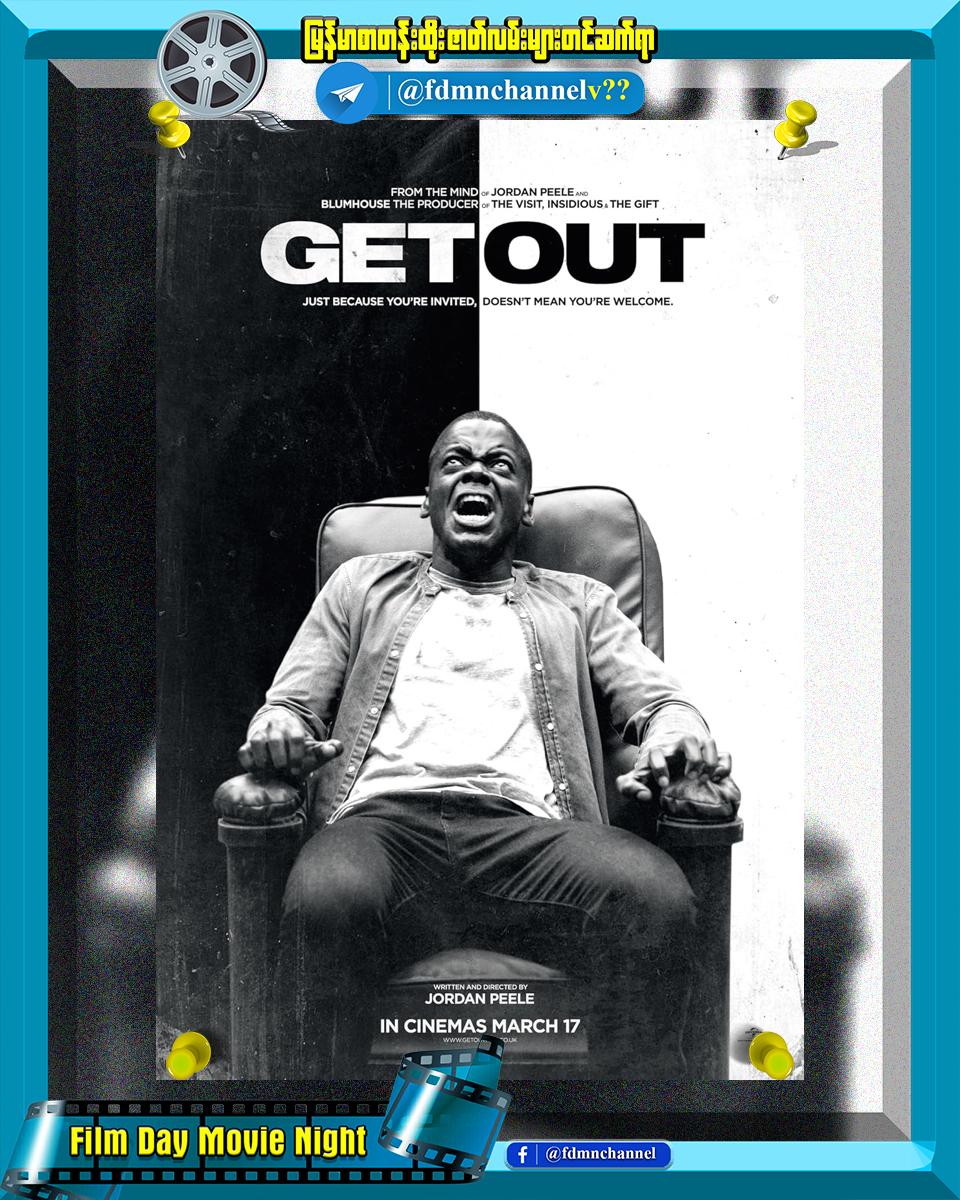 မြန်မာစာတန်းထိုးဇာတ်လမ်းများတင်ဆက်ရာ
@fdmnchannelv??
FROM THE MIND OF JORDAN PEELE AND
BLUMHOUSE THE PRODUCER OF THE VISIT, INSIDIOUS & THE GIFT
GET OUT
JUST BECAUSE YOU'RE INVITED, DOESN'T MEAN YOU'RE WELCOME.
WRITTEN AND DIRECTED BY
JORDAN PEELE
IN CINEMAS MARCH 17
Film Day Movie Night
@fdmnchannel